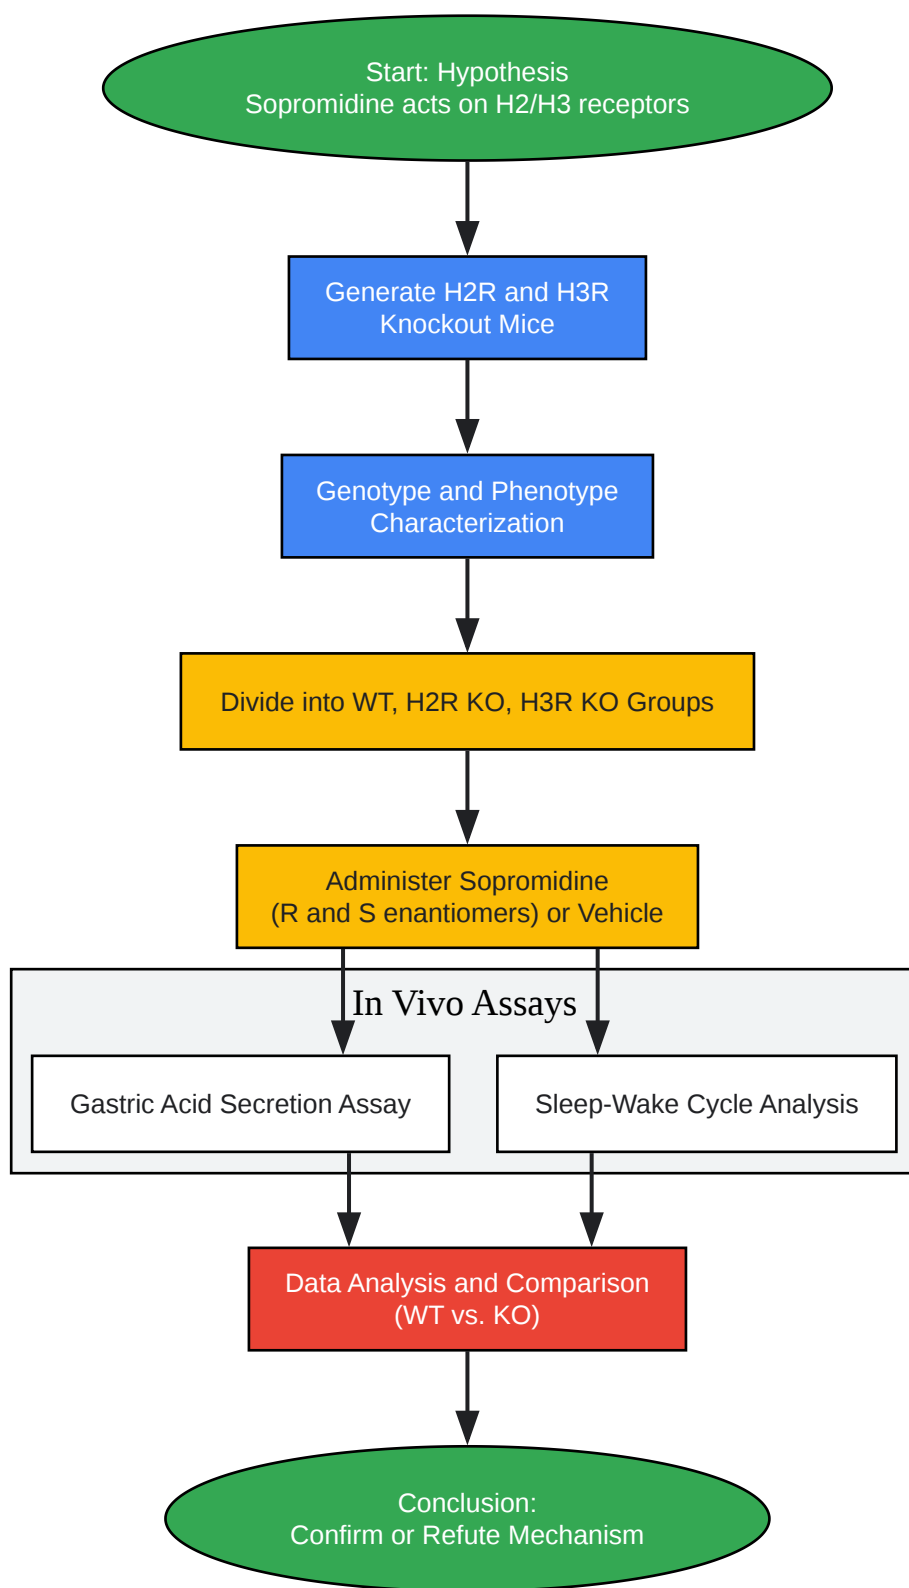 Start: Hypothesis
Sopromidine acts on H2/H3 receptors
Generate H2R and H3R
Knockout Mice
Genotype and Phenotype
Characterization
Divide into WT, H2R KO, H3R KO Groups
Administer Sopromidine
(R and S enantiomers) or Vehicle
In Vivo Assays
Gastric Acid Secretion Assay
Sleep-Wake Cycle Analysis
Data Analysis and Comparison
(WT vs. KO)
Conclusion:
Confirm or Refute Mechanism